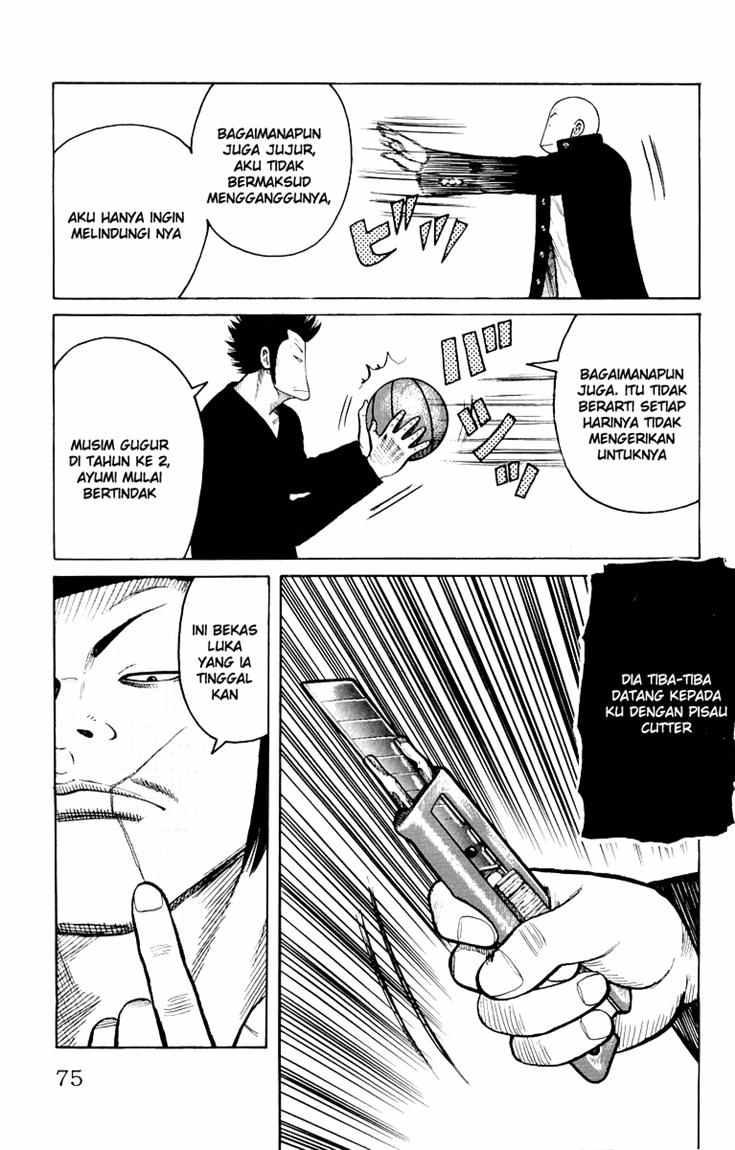 BAGAIMANAPUN
JUGA JUJUR,
AKU TIDAK
BERMAKSUD
MENGGANGGUNYA,
AKU HANYA INGIN
MELINDUNGI NYA
ビッ
BAGAIMANAPUN
JUGA. ITU TIDAK
BERARTI SETIAP
HARINYA TIDAK
MENGERIKAN
UNTUKNYA
MUSIM GUGUR
DI TAHUN KE 2,
AYUMI MULAI
BERTINDAK
DIA TIBA-TIBA
DATANG KEPADA
KU DENGAN PISAU
CUTTER
INI BEKAS
LUKA
YANG IA
TINGGAL
KAN
75